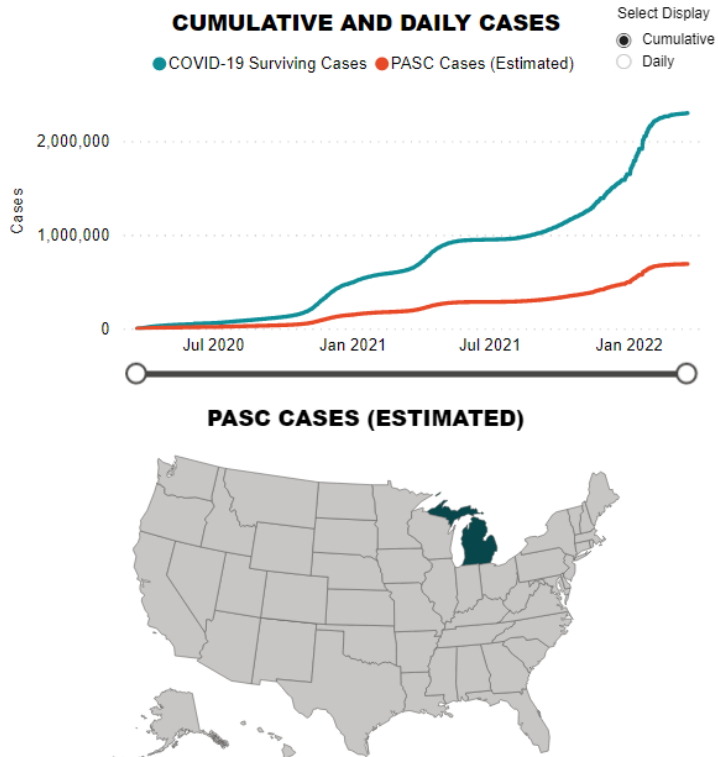 CUMULATIVE AND DAILY CASES
Select Display
Cumulative
Daily
COVID-19 Surviving Cases
PASC Cases (Estimated)
2,000,000
1,000,000
0
Cases
Jul 2020
Jan 2021
Jul 2021
Jan 2022
PASC CASES (ESTIMATED)